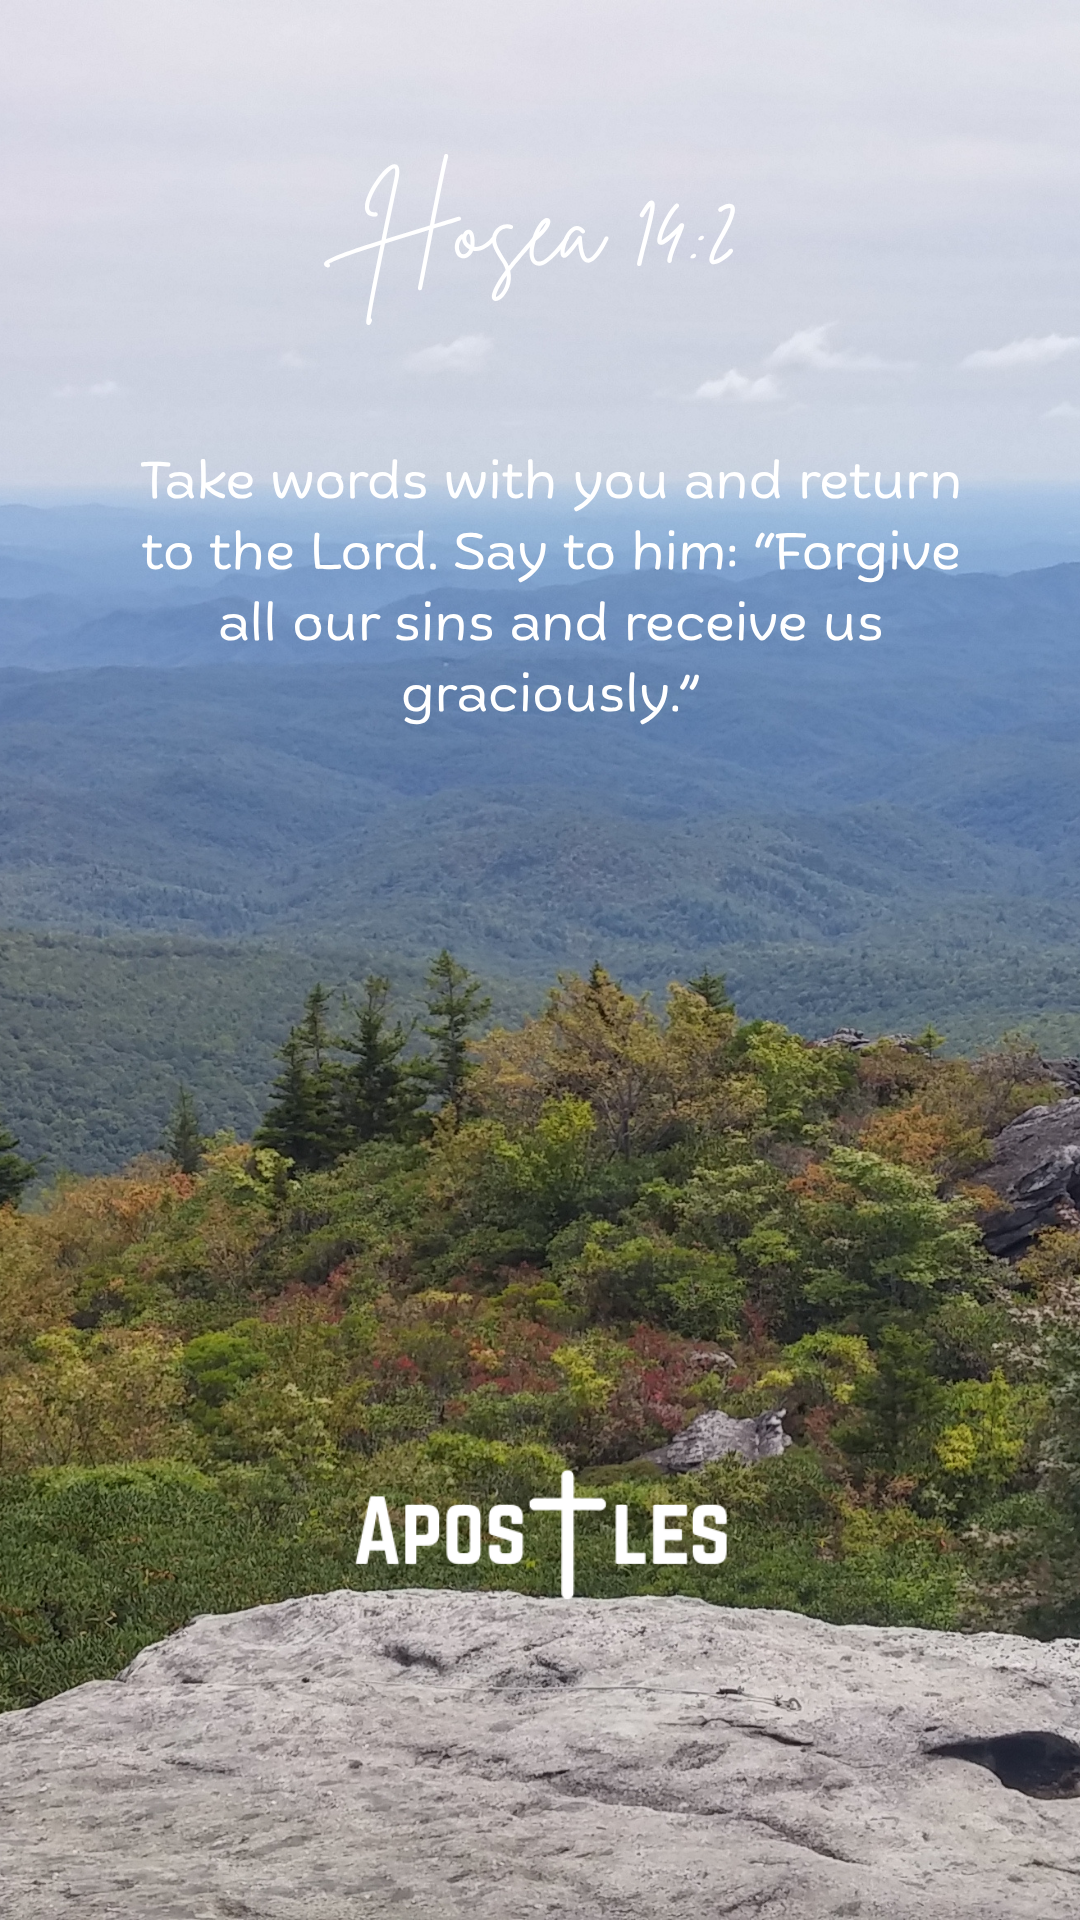 Hosea 14:2
Take words with you and return
to the Lord. Say to him: “Forgive
all our sins and receive us
graciously.”
APOSTLES